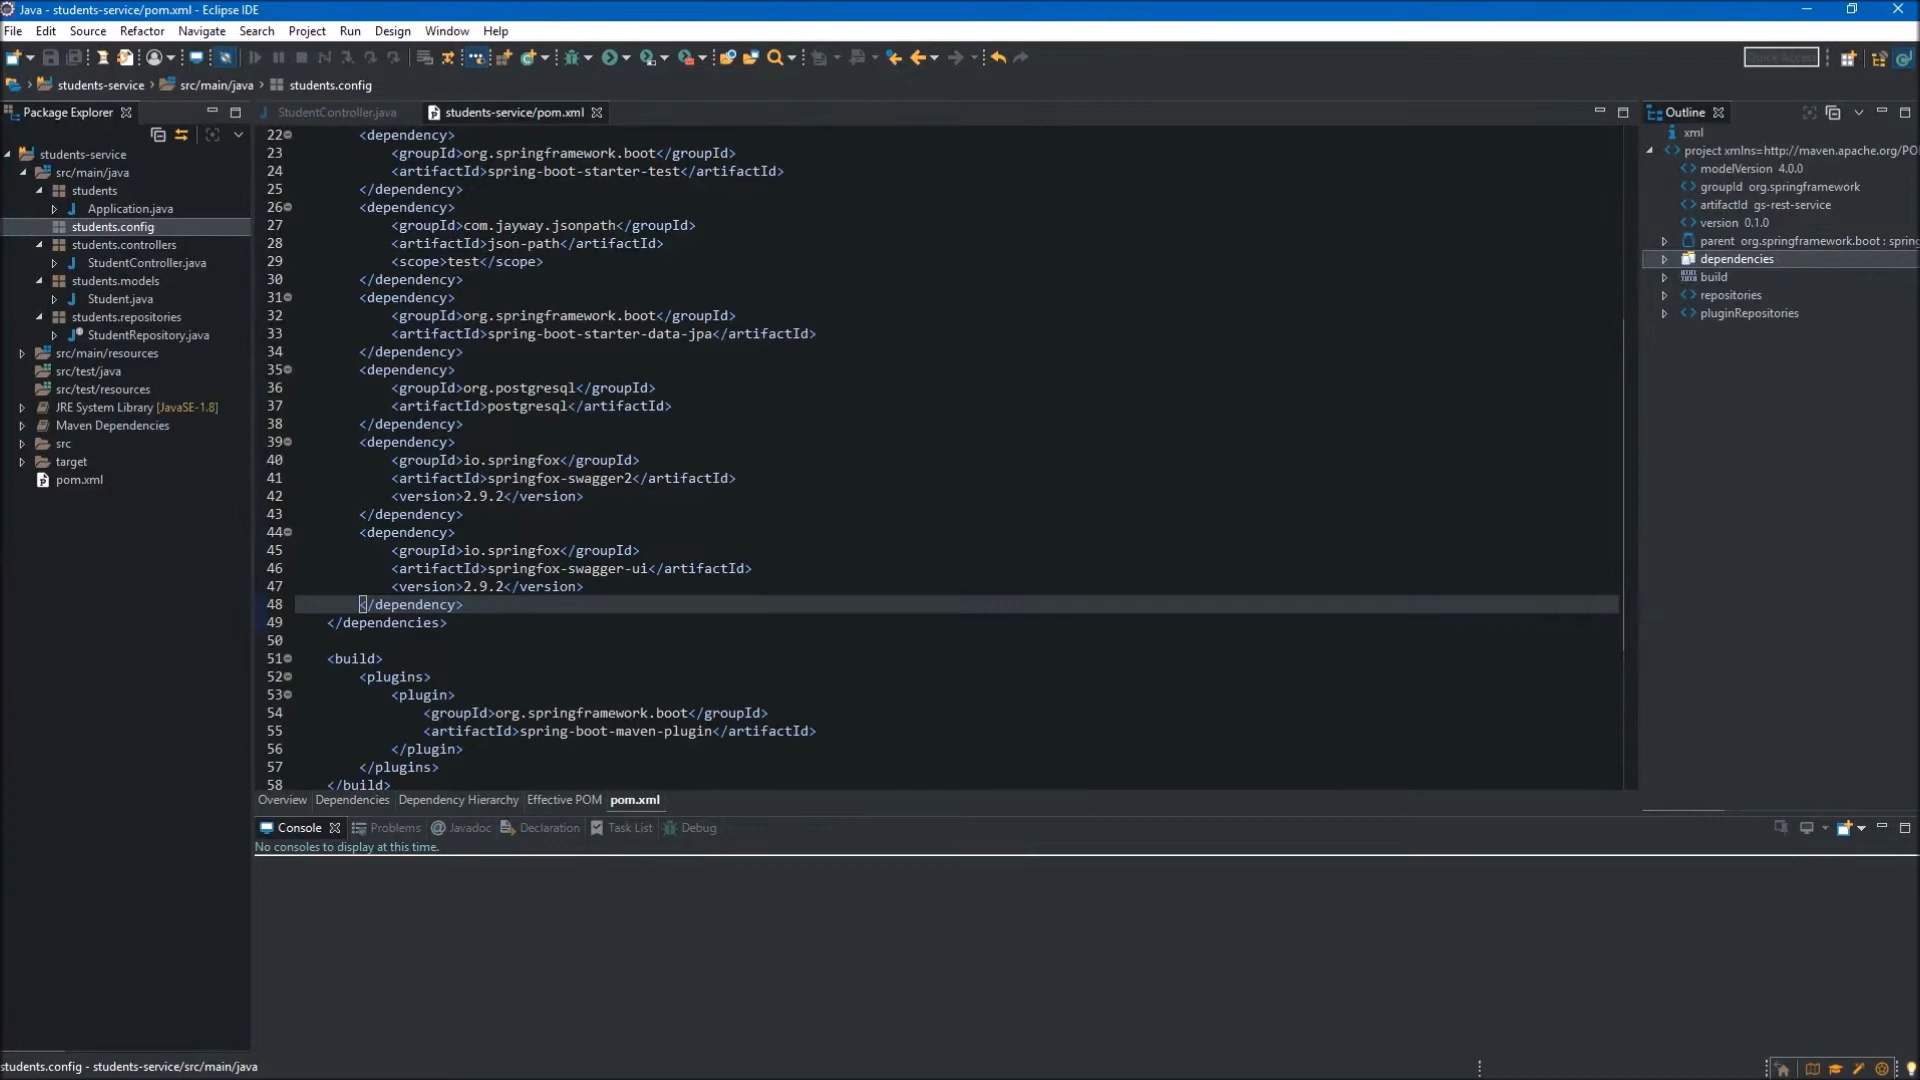 Java - students-service/pom.xml - Eclipse IDE
File Edit Source Refactor Navigate Search Project Run Design Window Help
students-service src/main/java students.config
Package Explorer
students-service
src/main/java
students
Application.java
students.config
students.controllers
StudentController.java
students.models
Student.java
students.repositories
StudentRepository.java
src/main/resources
src/test/java
src/test/resources
JRE System Library [JavaSE-1.8]
Maven Dependencies
src
target
pom.xml
StudentController.java students-service/pom.xml
22 <dependency>
23 <groupId>org.springframework.boot</groupId>
24 <artifactId>spring-boot-starter-test</artifactId>
25 </dependency>
26 <dependency>
27 <groupId>com.jayway.jsonpath</groupId>
28 <artifactId>json-path</artifactId>
29 <scope>test</scope>
30 </dependency>
31 <dependency>
32 <groupId>org.springframework.boot</groupId>
33 <artifactId>spring-boot-starter-data-jpa</artifactId>
34 </dependency>
35 <dependency>
36 <groupId>org.postgresql</groupId>
37 <artifactId>postgresql</artifactId>
38 </dependency>
39 <dependency>
40 <groupId>io.springfox</groupId>
41 <artifactId>springfox-swagger2</artifactId>
42 <version>2.9.2</version>
43 </dependency>
44 <dependency>
45 <groupId>io.springfox</groupId>
46 <artifactId>springfox-swagger-ui</artifactId>
47 <version>2.9.2</version>
48 </dependency>
49 </dependencies>
50
51 <build>
52 <plugins>
53 <plugin>
54 <groupId>org.springframework.boot</groupId>
55 <artifactId>spring-boot-maven-plugin</artifactId>
56 </plugin>
57 </plugins>
58 </build>
Overview Dependencies Dependency Hierarchy Effective POM pom.xml
Outline
xml
project xmlns=http://maven.apache.org/PO
modelVersion 4.0.0
groupId org.springframework
artifactId gs-rest-service
version 0.1.0
parent org.springframework.boot : spring
dependencies
build
repositories
pluginRepositories
Console Problems Javadoc Declaration Task List Debug
No consoles to display at this time.
students.config - students-service/src/main/java